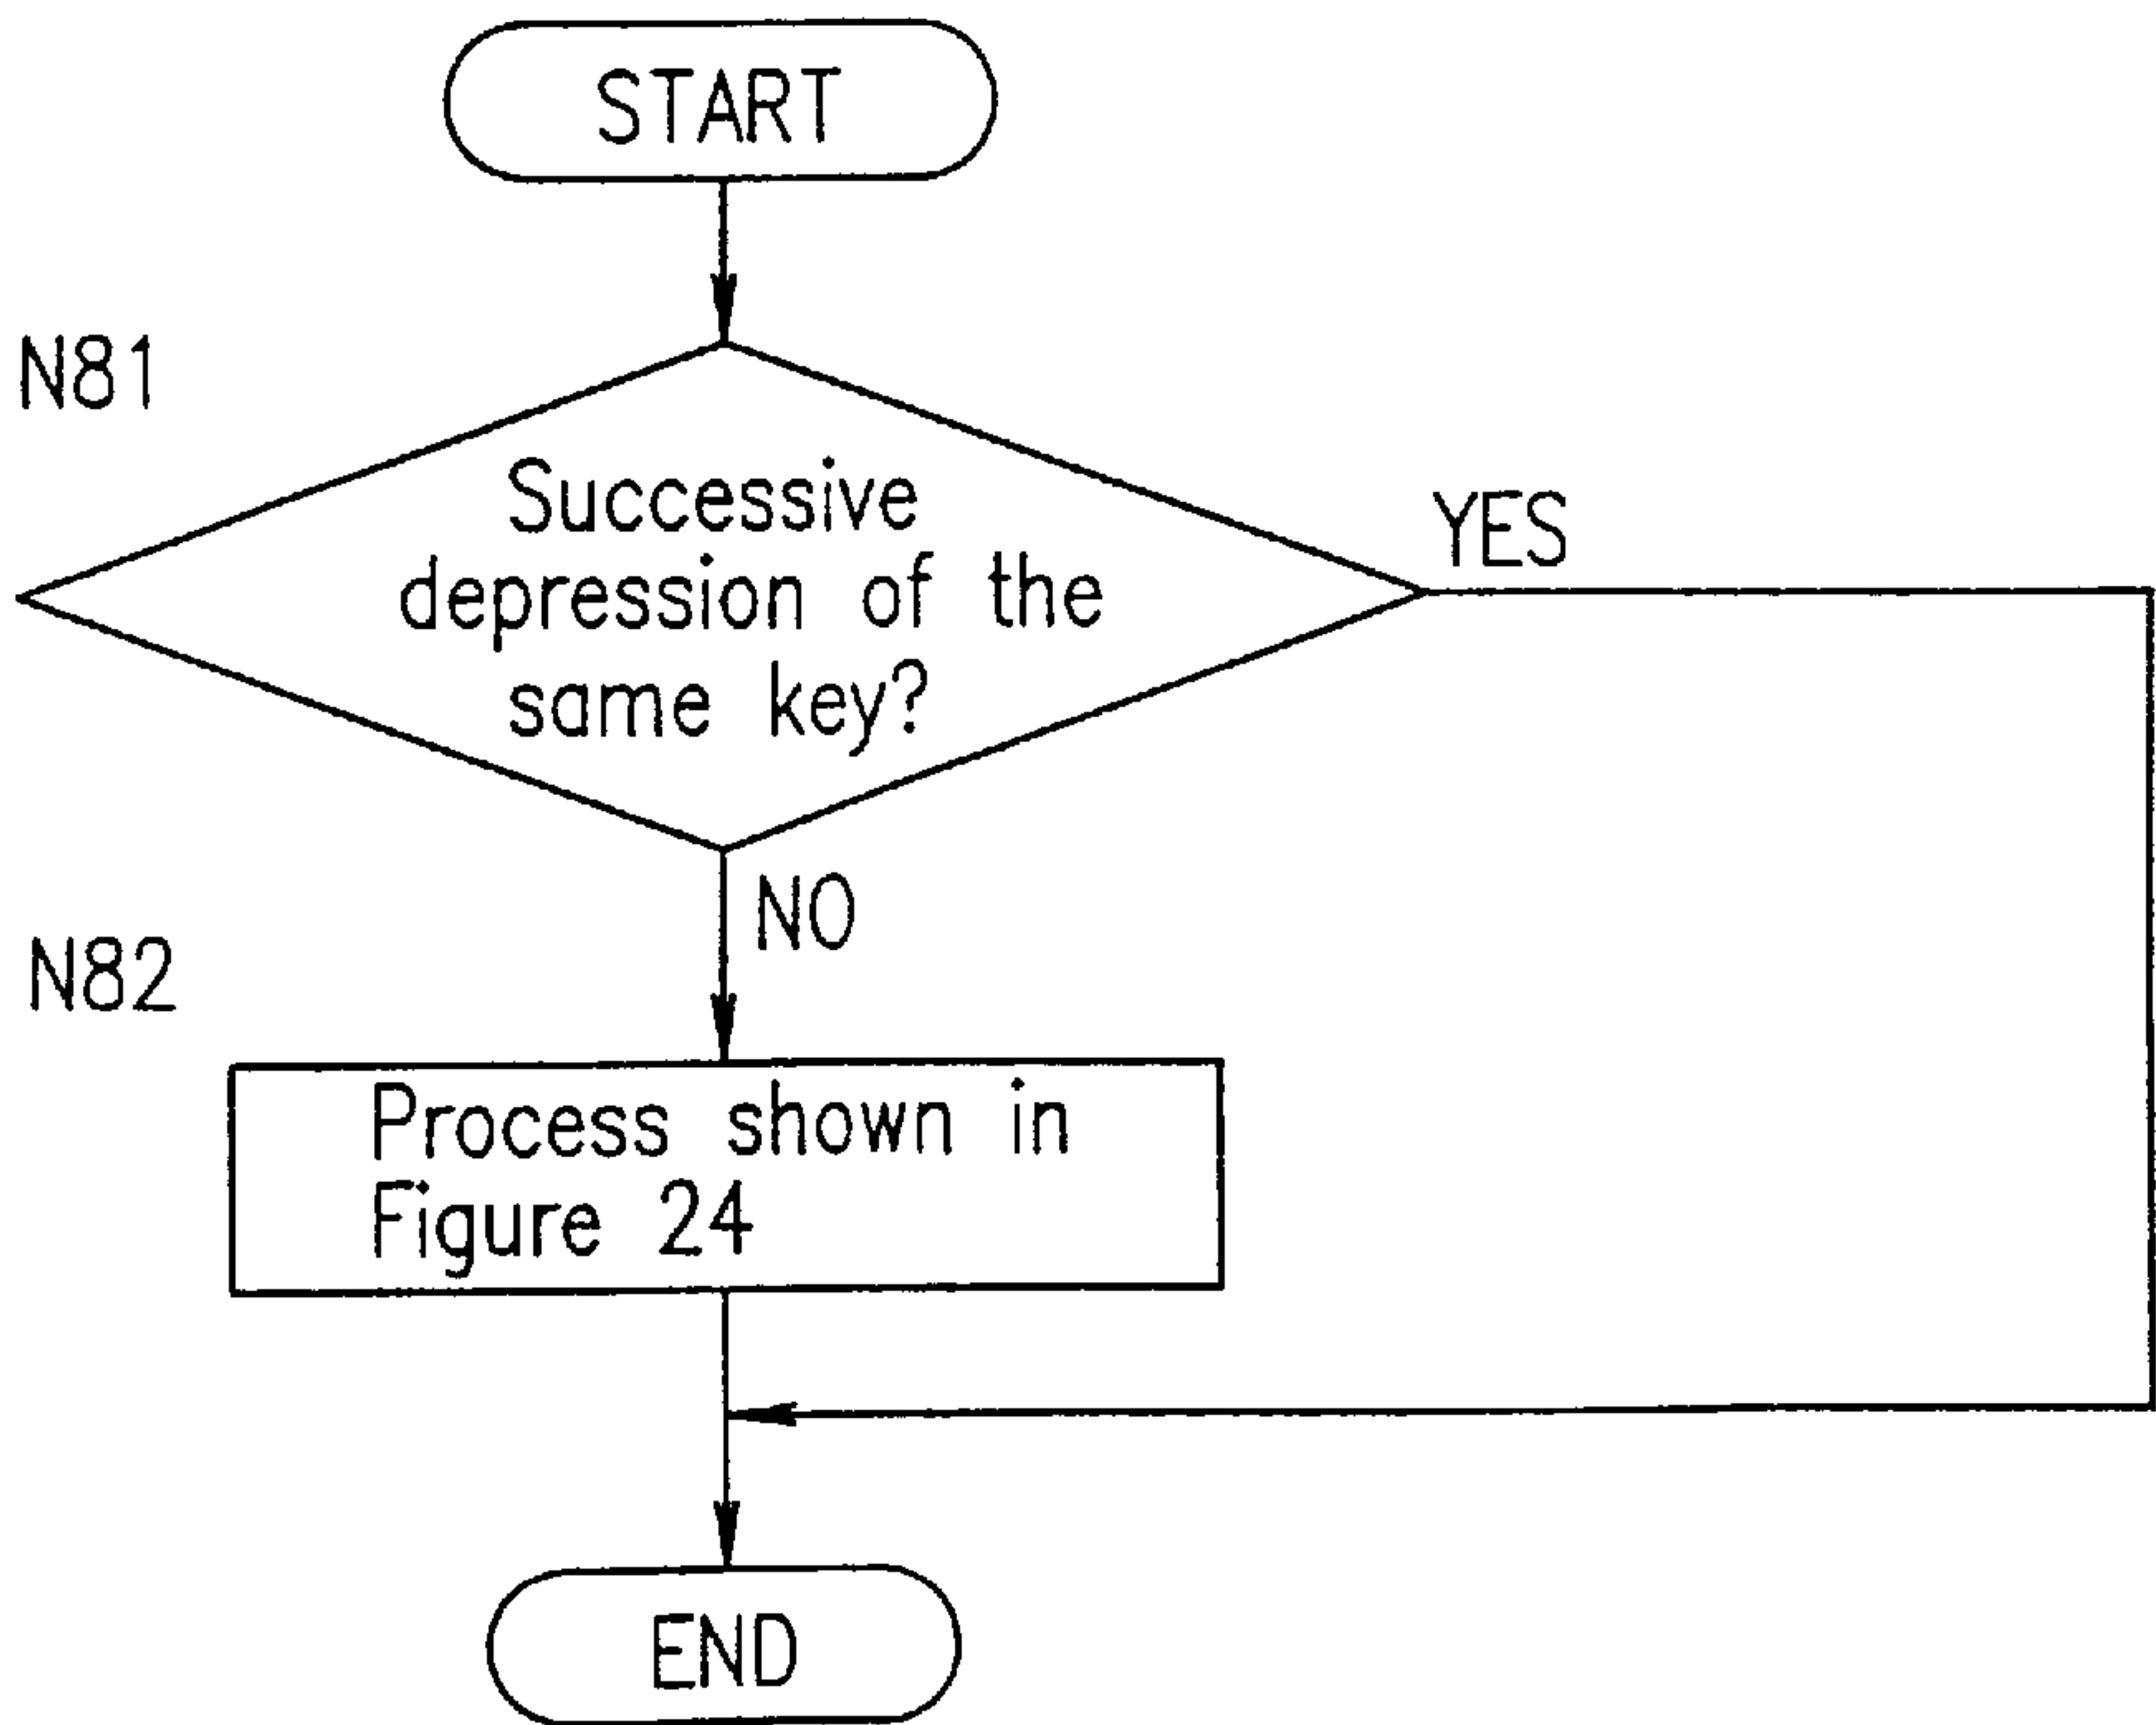 START
N81
Successive
depression of the
same key?
YES
NO
N82
Process shown in
Figure 24
END